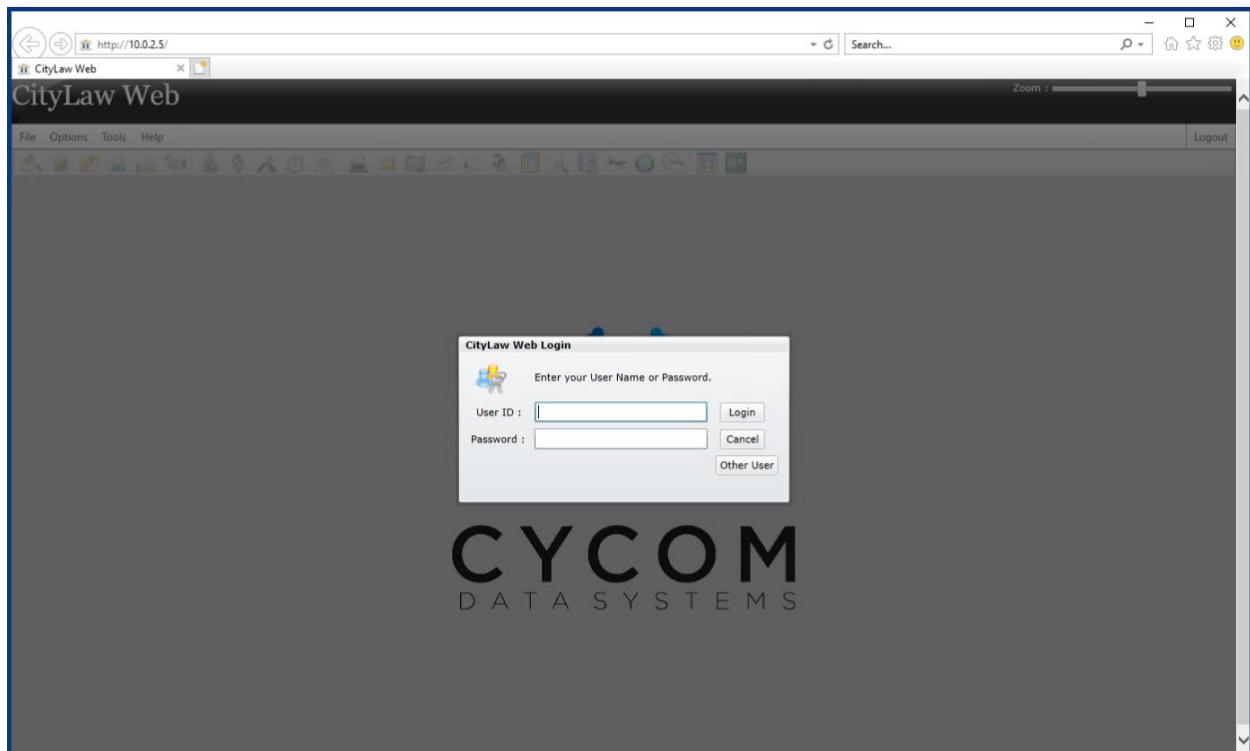 http://10.0.2.5/
Search...
CityLaw Web
CityLaw Web
Zoom :
File Options Tools Help
Logout
CityLaw Web Login
Enter your User Name or Password.
User ID :
Login
Password :
Cancel
Other User
CYCOM
DATA SYSTEMS